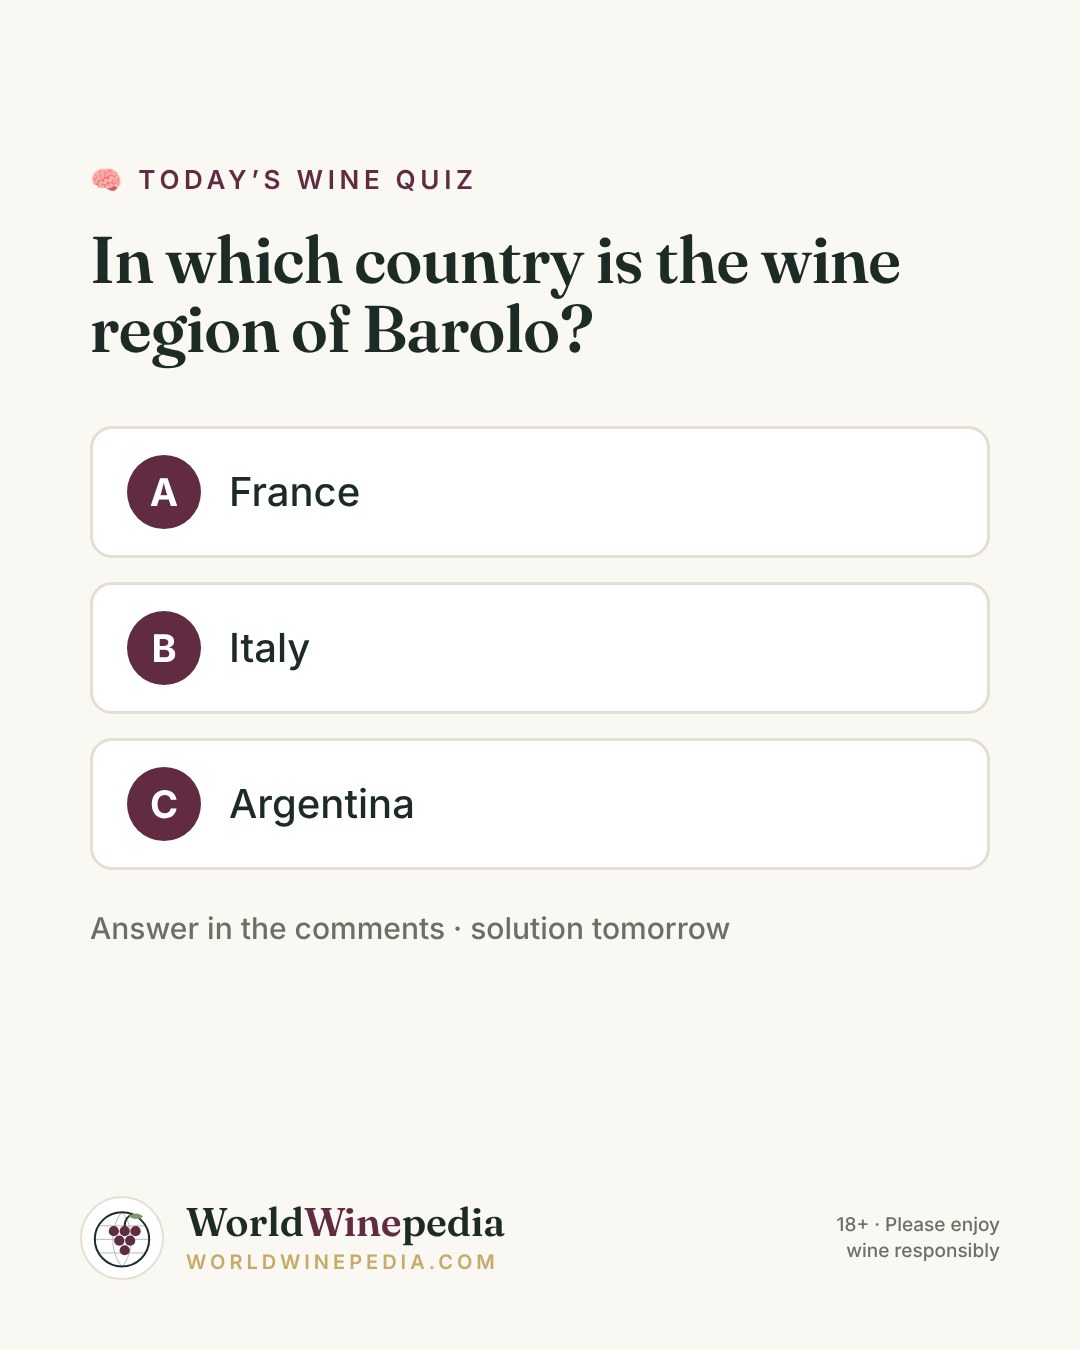 🧠 TODAY’S WINE QUIZ
In which country is the wine
region of Barolo?
A France
B Italy
C Argentina
Answer in the comments · solution tomorrow
WorldWinepedia
WORLDWINEPEDIA.COM
18+ · Please enjoy
wine responsibly